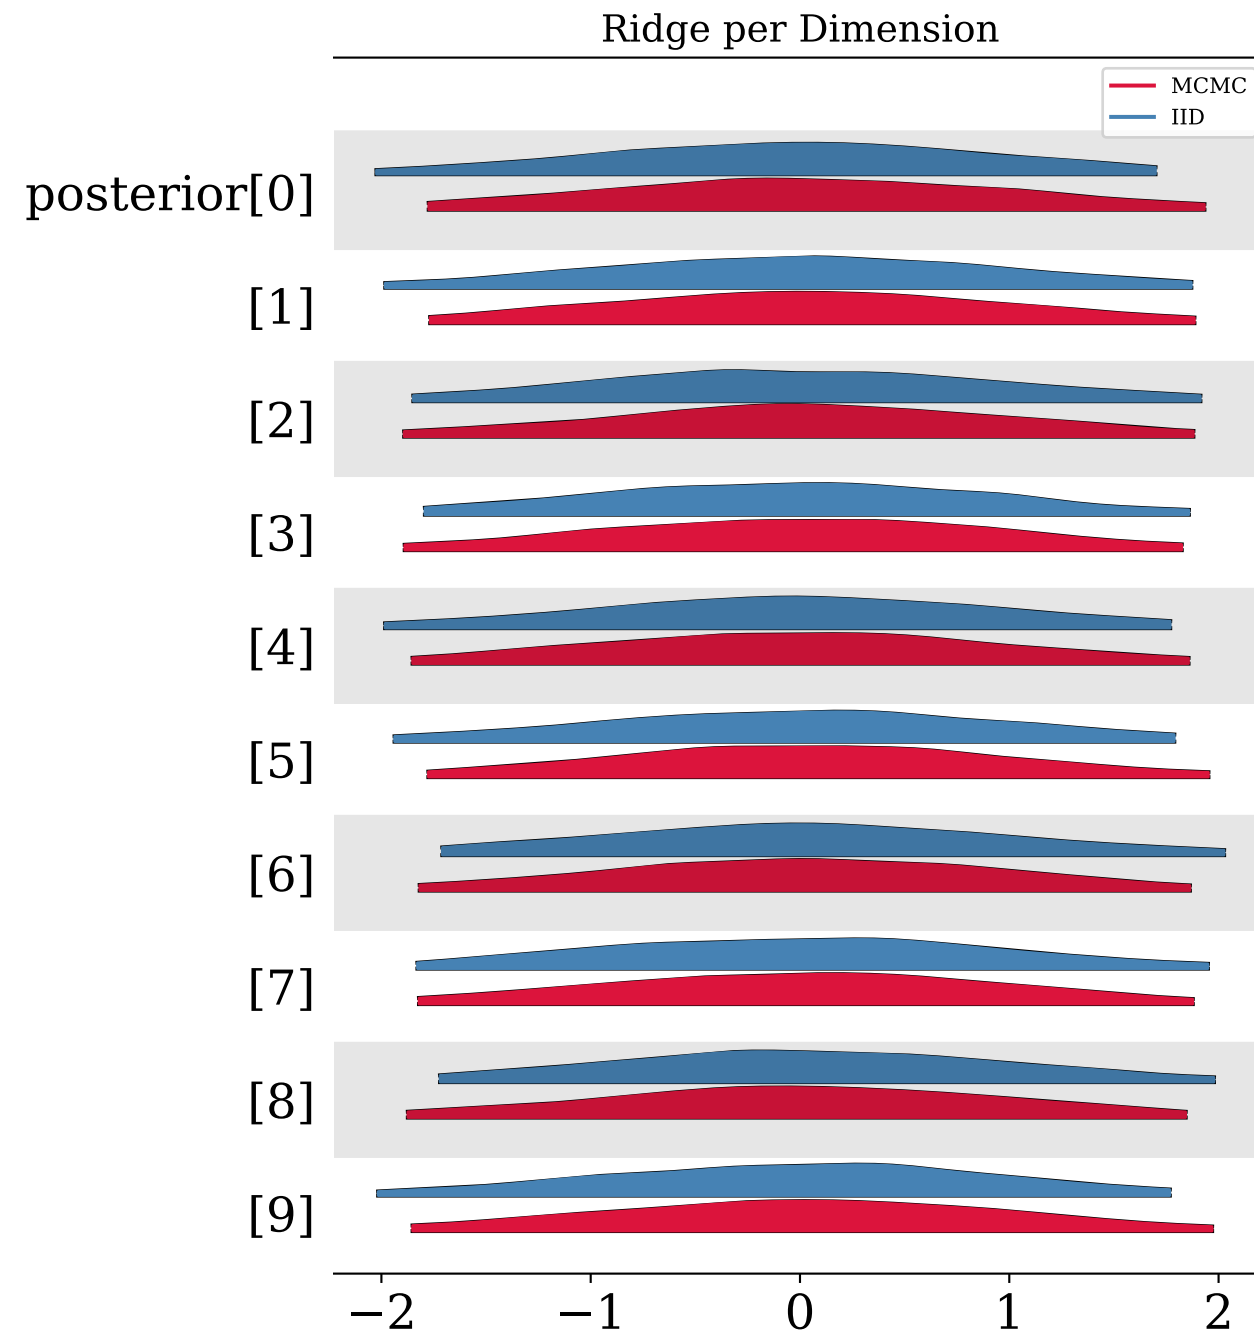 Ridge per Dimension
MCMC
IID
posterior[0]
[1]
[2]
[3]
[4]
[5]
[6]
[7]
[8]
[9]
−2 −1 0 1 2